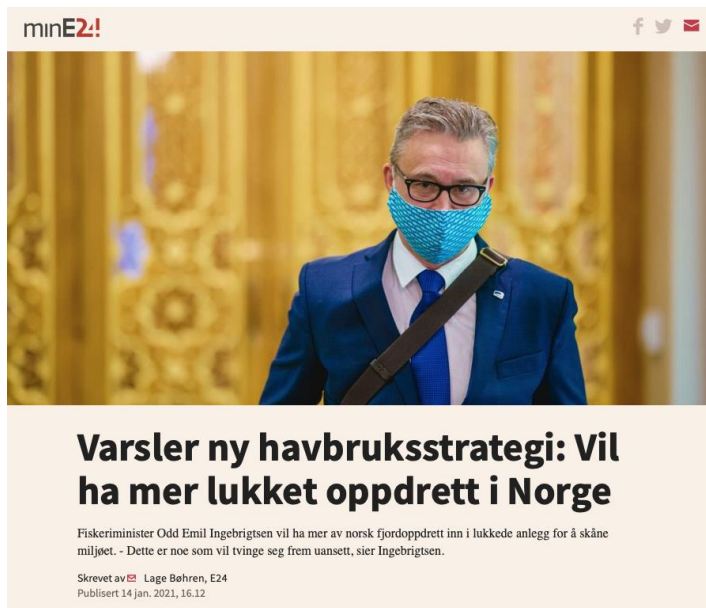 minE24!
Varsler ny havbruksstrategi: Vil
ha mer lukket oppdrett i Norge
Fiskeriminister Odd Emil Ingebrigtsen vil ha mer av norsk fjordoppdrett inn i lukkede anlegg for å skåne
miljøet. - Dette er noe som vil tvinge seg frem uansett, sier Ingebrigtsen.
Skrevet av Lage Bøhren, E24
Publisert 14 jan. 2021, 16.12